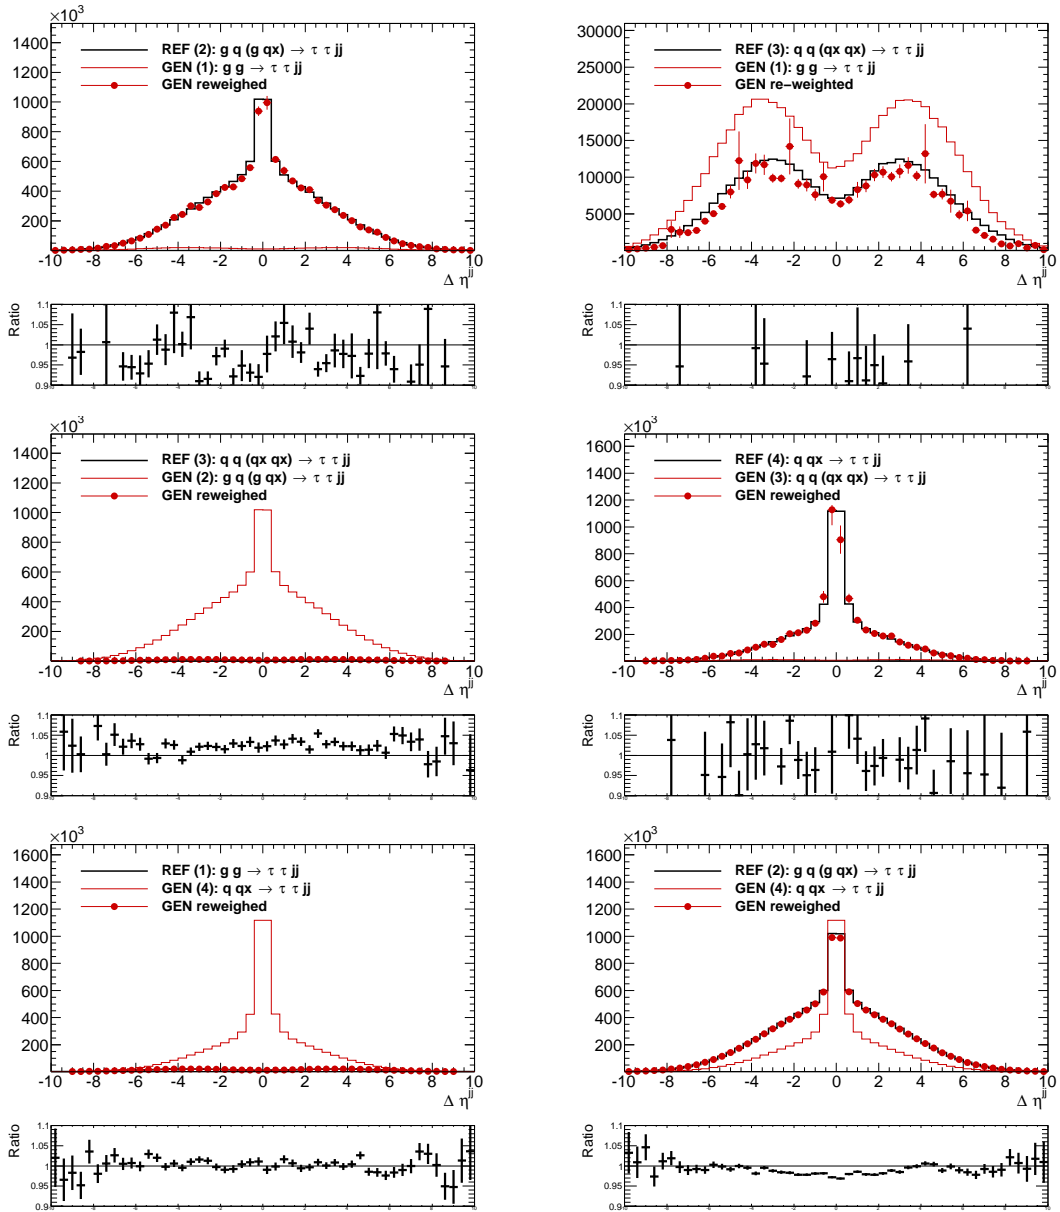 ×10³
1400
1200
1000
800
600
400
200
REF (2): g q (g qx) → τ τ jj
GEN (1): g g → τ τ jj
GEN reweighed
-10 -8 -6 -4 -2 0 2 4 6 8 10
Δ η^jj
Ratio
1.1
1.05
1
0.95
0.9
30000
25000
20000
15000
10000
5000
REF (3): q q (qx qx) → τ τ jj
GEN (1): g g → τ τ jj
GEN re-weighted
-10 -8 -6 -4 -2 0 2 4 6 8 10
Δ η^jj
Ratio
1.1
1.05
1
0.95
0.9
×10³
1400
1200
1000
800
600
400
200
REF (3): q q (qx qx) → τ τ jj
GEN (2): g q (g qx) → τ τ jj
GEN reweighed
-10 -8 -6 -4 -2 0 2 4 6 8 10
Δ η^jj
Ratio
1.1
1.05
1
0.95
0.9
×10³
1600
1400
1200
1000
800
600
400
200
REF (4): q qx → τ τ jj
GEN (3): q q (qx qx) → τ τ jj
GEN reweighed
-10 -8 -6 -4 -2 0 2 4 6 8 10
Δ η^jj
Ratio
1.1
1.05
1
0.95
0.9
×10³
1600
1400
1200
1000
800
600
400
200
REF (1): g g → τ τ jj
GEN (4): q qx → τ τ jj
GEN reweighed
-10 -8 -6 -4 -2 0 2 4 6 8 10
Δ η^jj
Ratio
1.1
1.05
1
0.95
0.9
×10³
1600
1400
1200
1000
800
600
400
200
REF (2): g q (g qx) → τ τ jj
GEN (4): q qx → τ τ jj
GEN reweighed
-10 -8 -6 -4 -2 0 2 4 6 8 10
Δ η^jj
Ratio
1.1
1.05
1
0.95
0.9